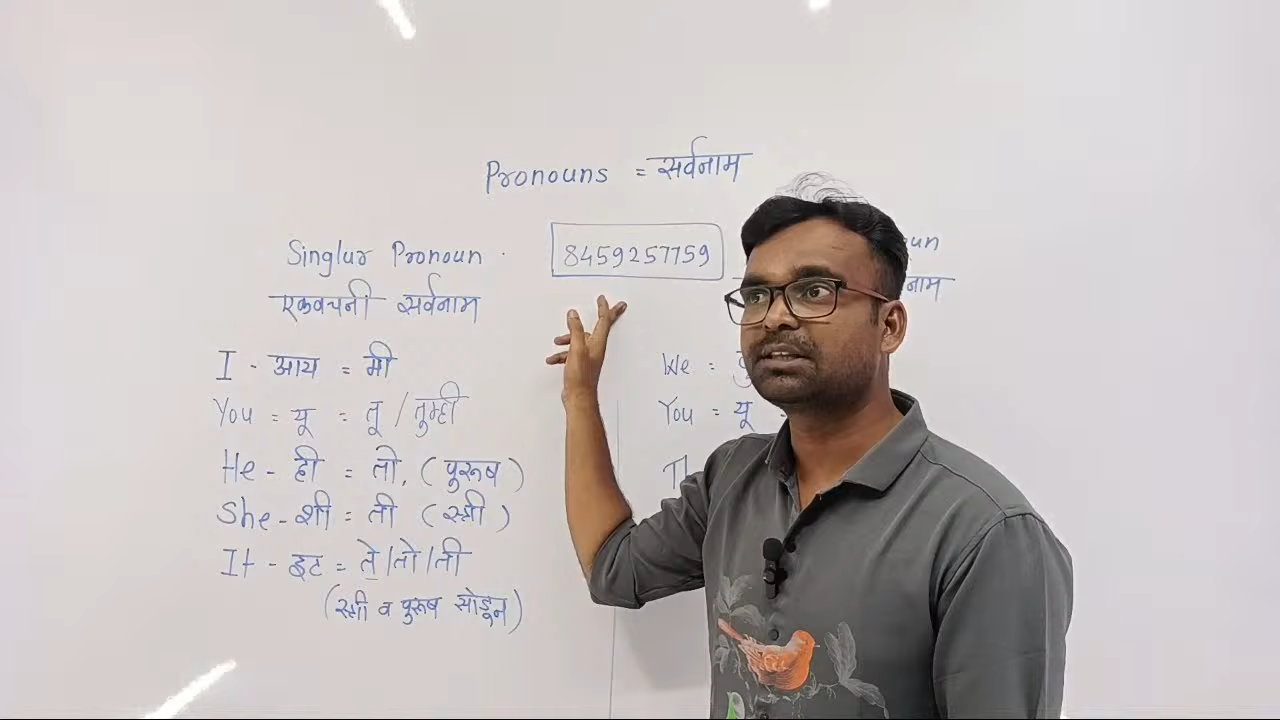 Pronouns = सर्वनाम
Singlur Pronoun
8459257759
एकवचनी सर्वनाम
I - आय = मी
You = यू = तू / तुम्ही
He - ही = तो, (पुरूष)
She - शी = ती (स्त्री)
It - इट = ते/तो/ती
(स्त्री व पुरूष सोडून)
We =
You = यू =